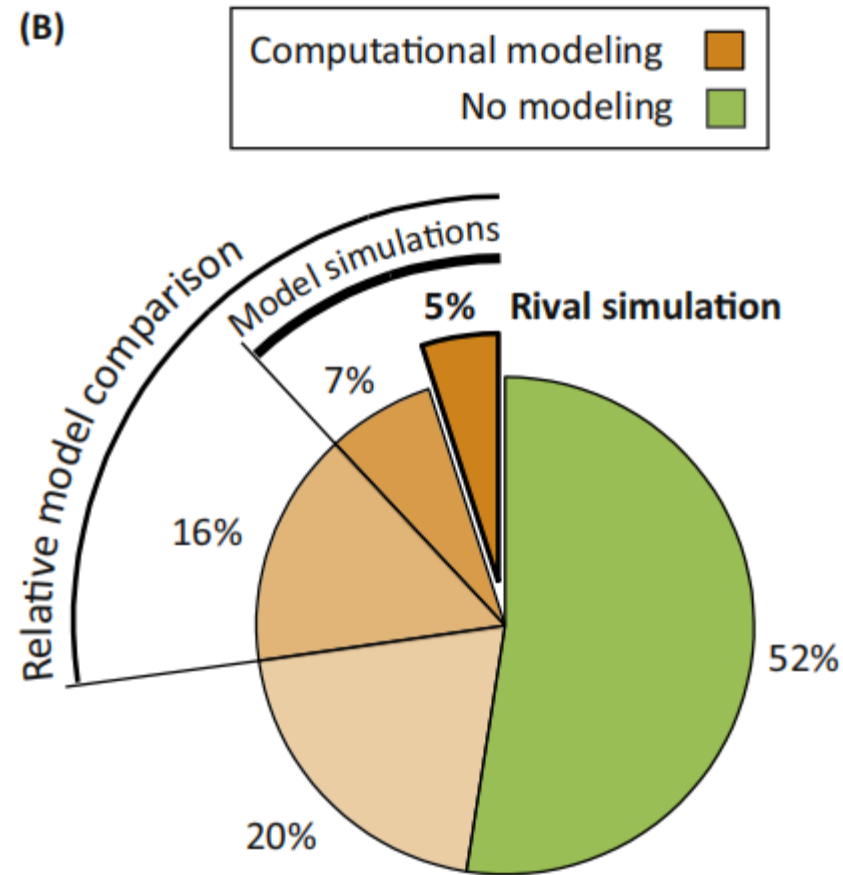 (B)
Computational modeling
No modeling
Relative model comparison
Model simulations
5% Rival simulation
7%
16%
52%
20%